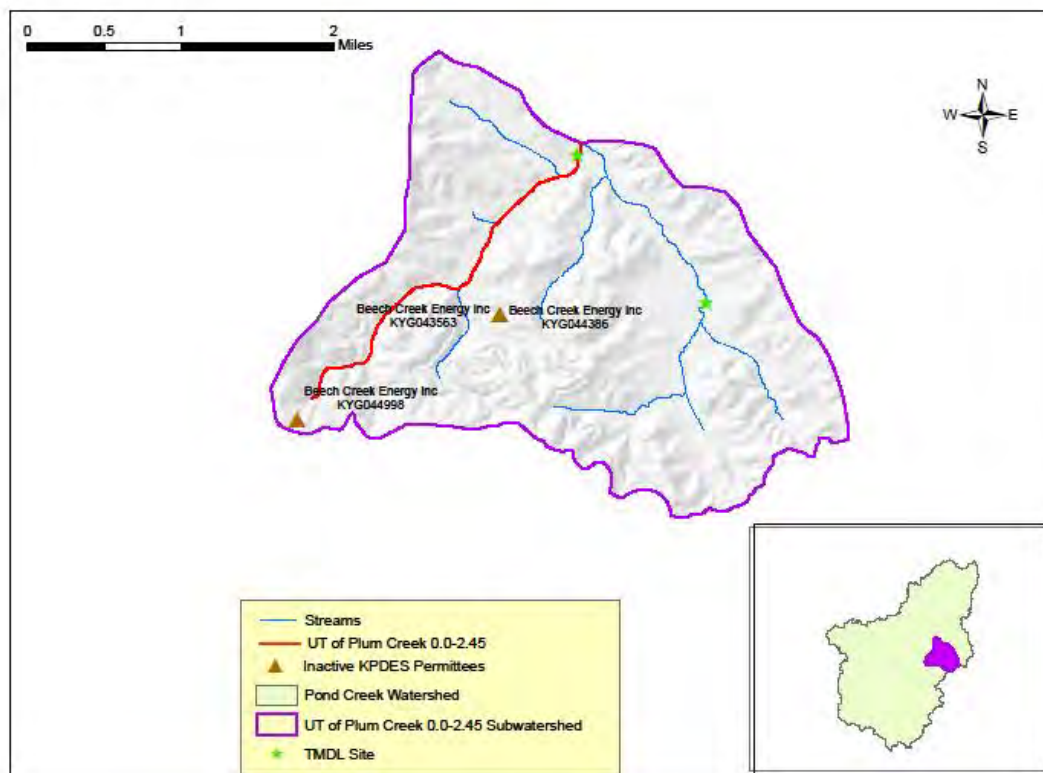 0 0.5 1 2
Miles
N
W E
S
Beech Creek Energy Inc
KYG043563
Beech Creek Energy Inc
KYG044386
Beech Creek Energy Inc
KYG044998
Streams
UT of Plum Creek 0.0-2.45
Inactive KPDES Permittees
Pond Creek Watershed
UT of Plum Creek 0.0-2.45 Subwatershed
TMDL Site